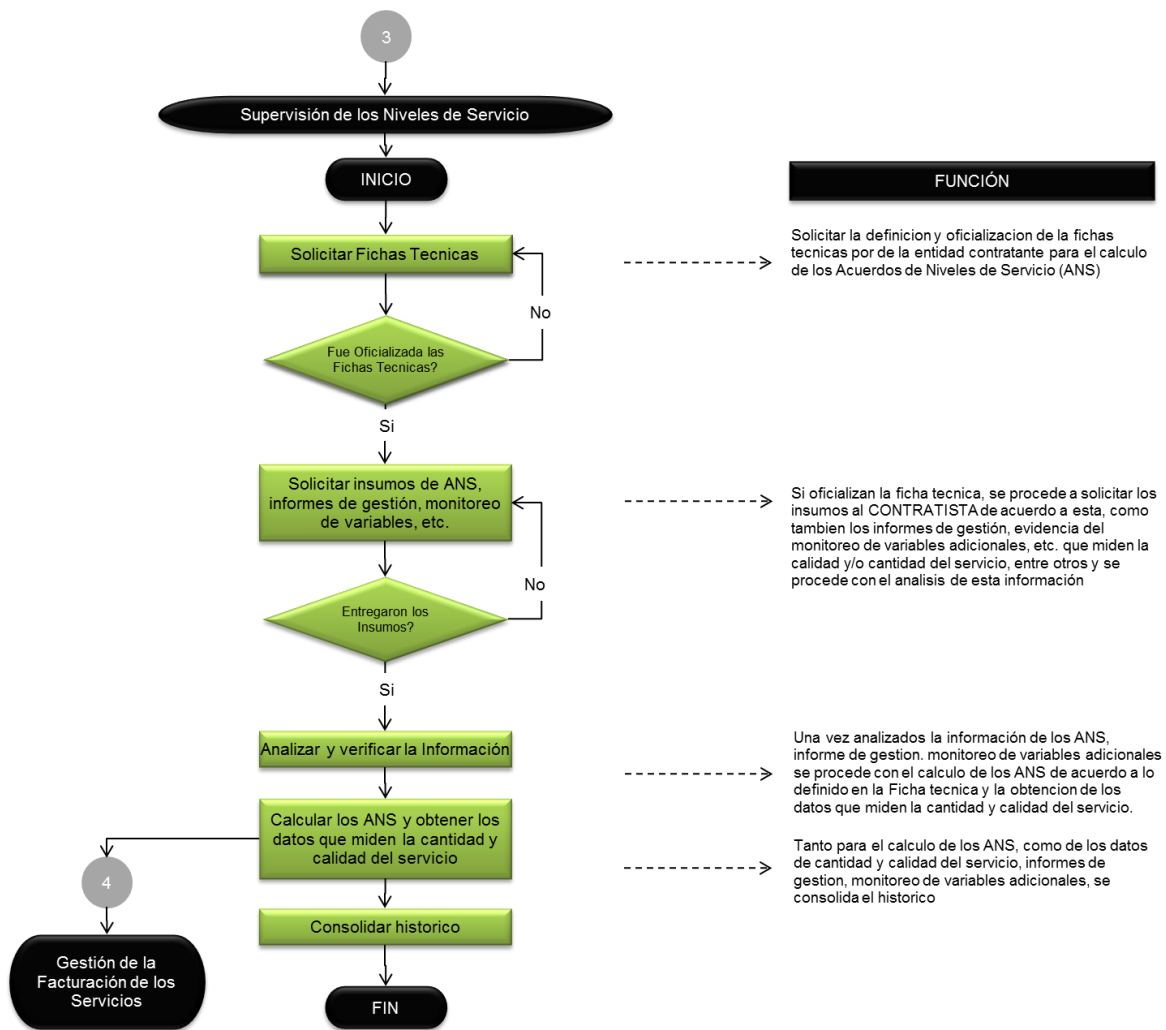 3
Supervisión de los Niveles de Servicio
INICIO
FUNCIÓN
Solicitar Fichas Tecnicas
Solicitar la definicion y oficializacion de la fichas
tecnicas por de la entidad contratante para el calculo
de los Acuerdos de Niveles de Servicio (ANS)
No
Fue Oficializada las
Fichas Tecnicas?
Si
Solicitar insumos de ANS,
informes de gestión, monitoreo
de variables, etc.
Si oficializan la ficha tecnica, se procede a solicitar los
insumos al CONTRATISTA de acuerdo a esta, como
tambien los informes de gestión, evidencia del
monitoreo de variables adicionales, etc. que miden la
calidad y/o cantidad del servicio, entre otros y se
procede con el analisis de esta información
No
Entregaron los
Insumos?
Si
Analizar y verificar la Información
Una vez analizados la información de los ANS,
informe de gestion. monitoreo de variables adicionales
se procede con el calculo de los ANS de acuerdo a lo
definido en la Ficha tecnica y la obtencion de los
datos que miden la cantidad y calidad del servicio.
Calcular los ANS y obtener los
datos que miden la cantidad y
calidad del servicio
Tanto para el calculo de los ANS, como de los datos
de cantidad y calidad del servicio, informes de
gestion, monitoreo de variables adicionales, se
consolida el historico
4
Consolidar historico
Gestión de la
Facturación de los
Servicios
FIN